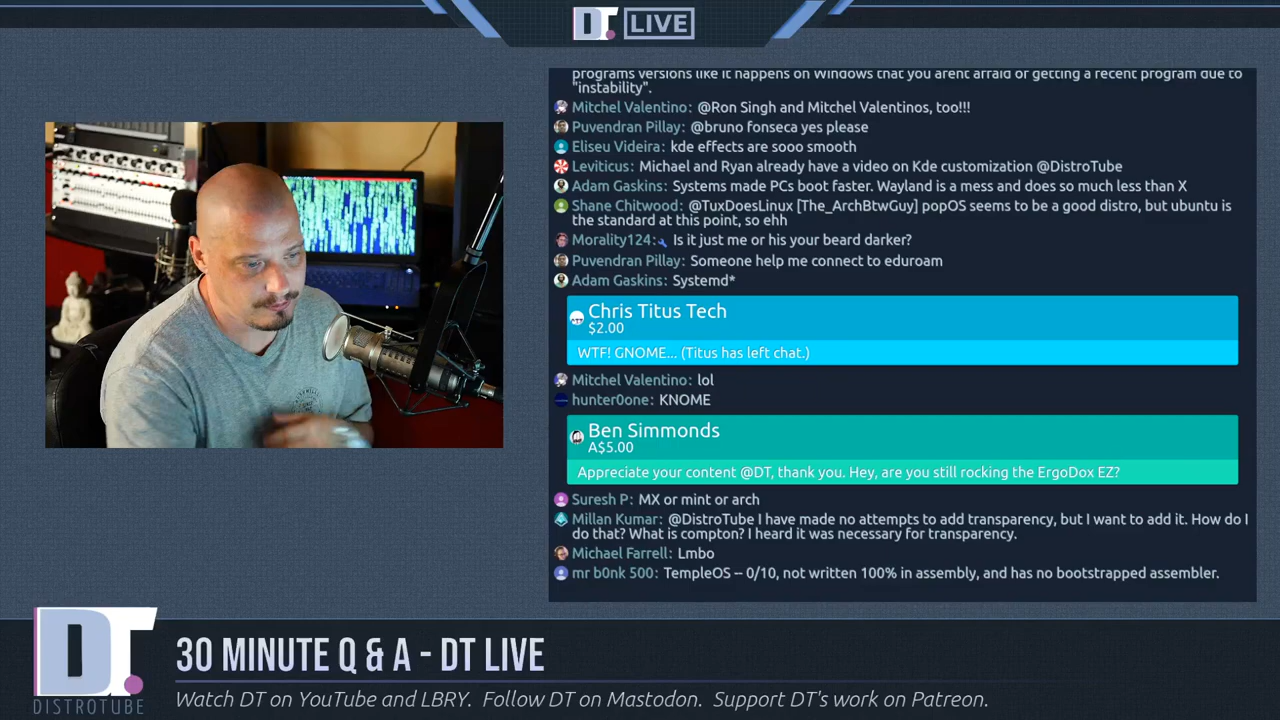 DT. LIVE
programs versions like it happens on Windows that you arent afraid or getting a recent program due to
"instability".
Mitchel Valentino: @Ron Singh and Mitchel Valentinos, too!!!
Puvendran Pillay: @bruno fonseca yes please
Eliseu Videira: kde effects are sooo smooth
Leviticus: Michael and Ryan already have a video on Kde customization @DistroTube
Adam Gaskins: Systems made PCs boot faster. Wayland is a mess and does so much less than X
Shane Chitwood: @TuxDoesLinux [The_ArchBtwGuy] popOS seems to be a good distro, but ubuntu is
the standard at this point, so ehh
Morality124: Is it just me or his your beard darker?
Puvendran Pillay: Someone help me connect to eduroam
Adam Gaskins: Systemd*
Chris Titus Tech
$2.00
WTF! GNOME... (Titus has left chat.)
Mitchel Valentino: lol
hunter0one: KNOME
Ben Simmonds
A$5.00
Appreciate your content @DT, thank you. Hey, are you still rocking the ErgoDox EZ?
Suresh P: MX or mint or arch
Millan Kumar: @DistroTube I have made no attempts to add transparency, but I want to add it. How do I
do that? What is compton? I heard it was necessary for transparency.
Michael Farrell: Lmbo
mr b0nk 500: TempleOS -- 0/10, not written 100% in assembly, and has no bootstrapped assembler.
DT.
DISTROTUBE
30 MINUTE Q & A - DT LIVE
Watch DT on YouTube and LBRY. Follow DT on Mastodon. Support DT's work on Patreon.